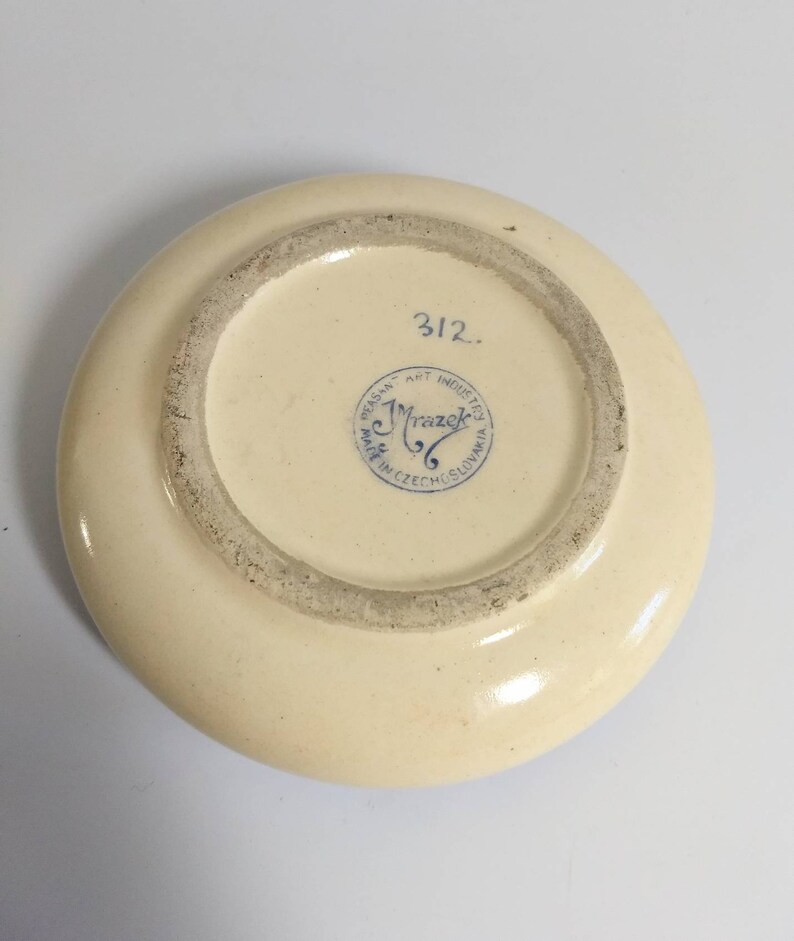 312.
PEASANT ART INDUSTRY
J Mrazek
MADE IN CZECHOSLOVAKIA